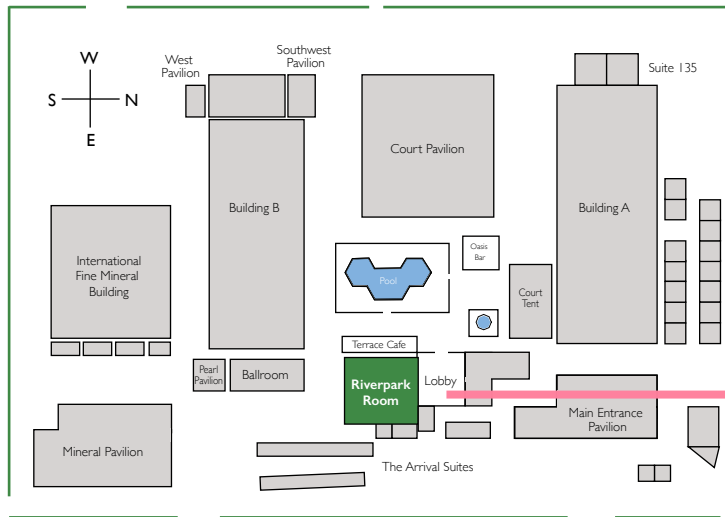 W
S
N
E
West
Pavilion
Southwest
Pavilion
Suite 135
Court Pavilion
Building B
Building A
International
Fine Mineral
Building
Oasis
Bar
Pool
Court
Tent
Terrace Cafe
Pearl
Pavilion
Ballroom
Riverpark
Room
Lobby
Main Entrance
Pavilion
Mineral Pavilion
The Arrival Suites